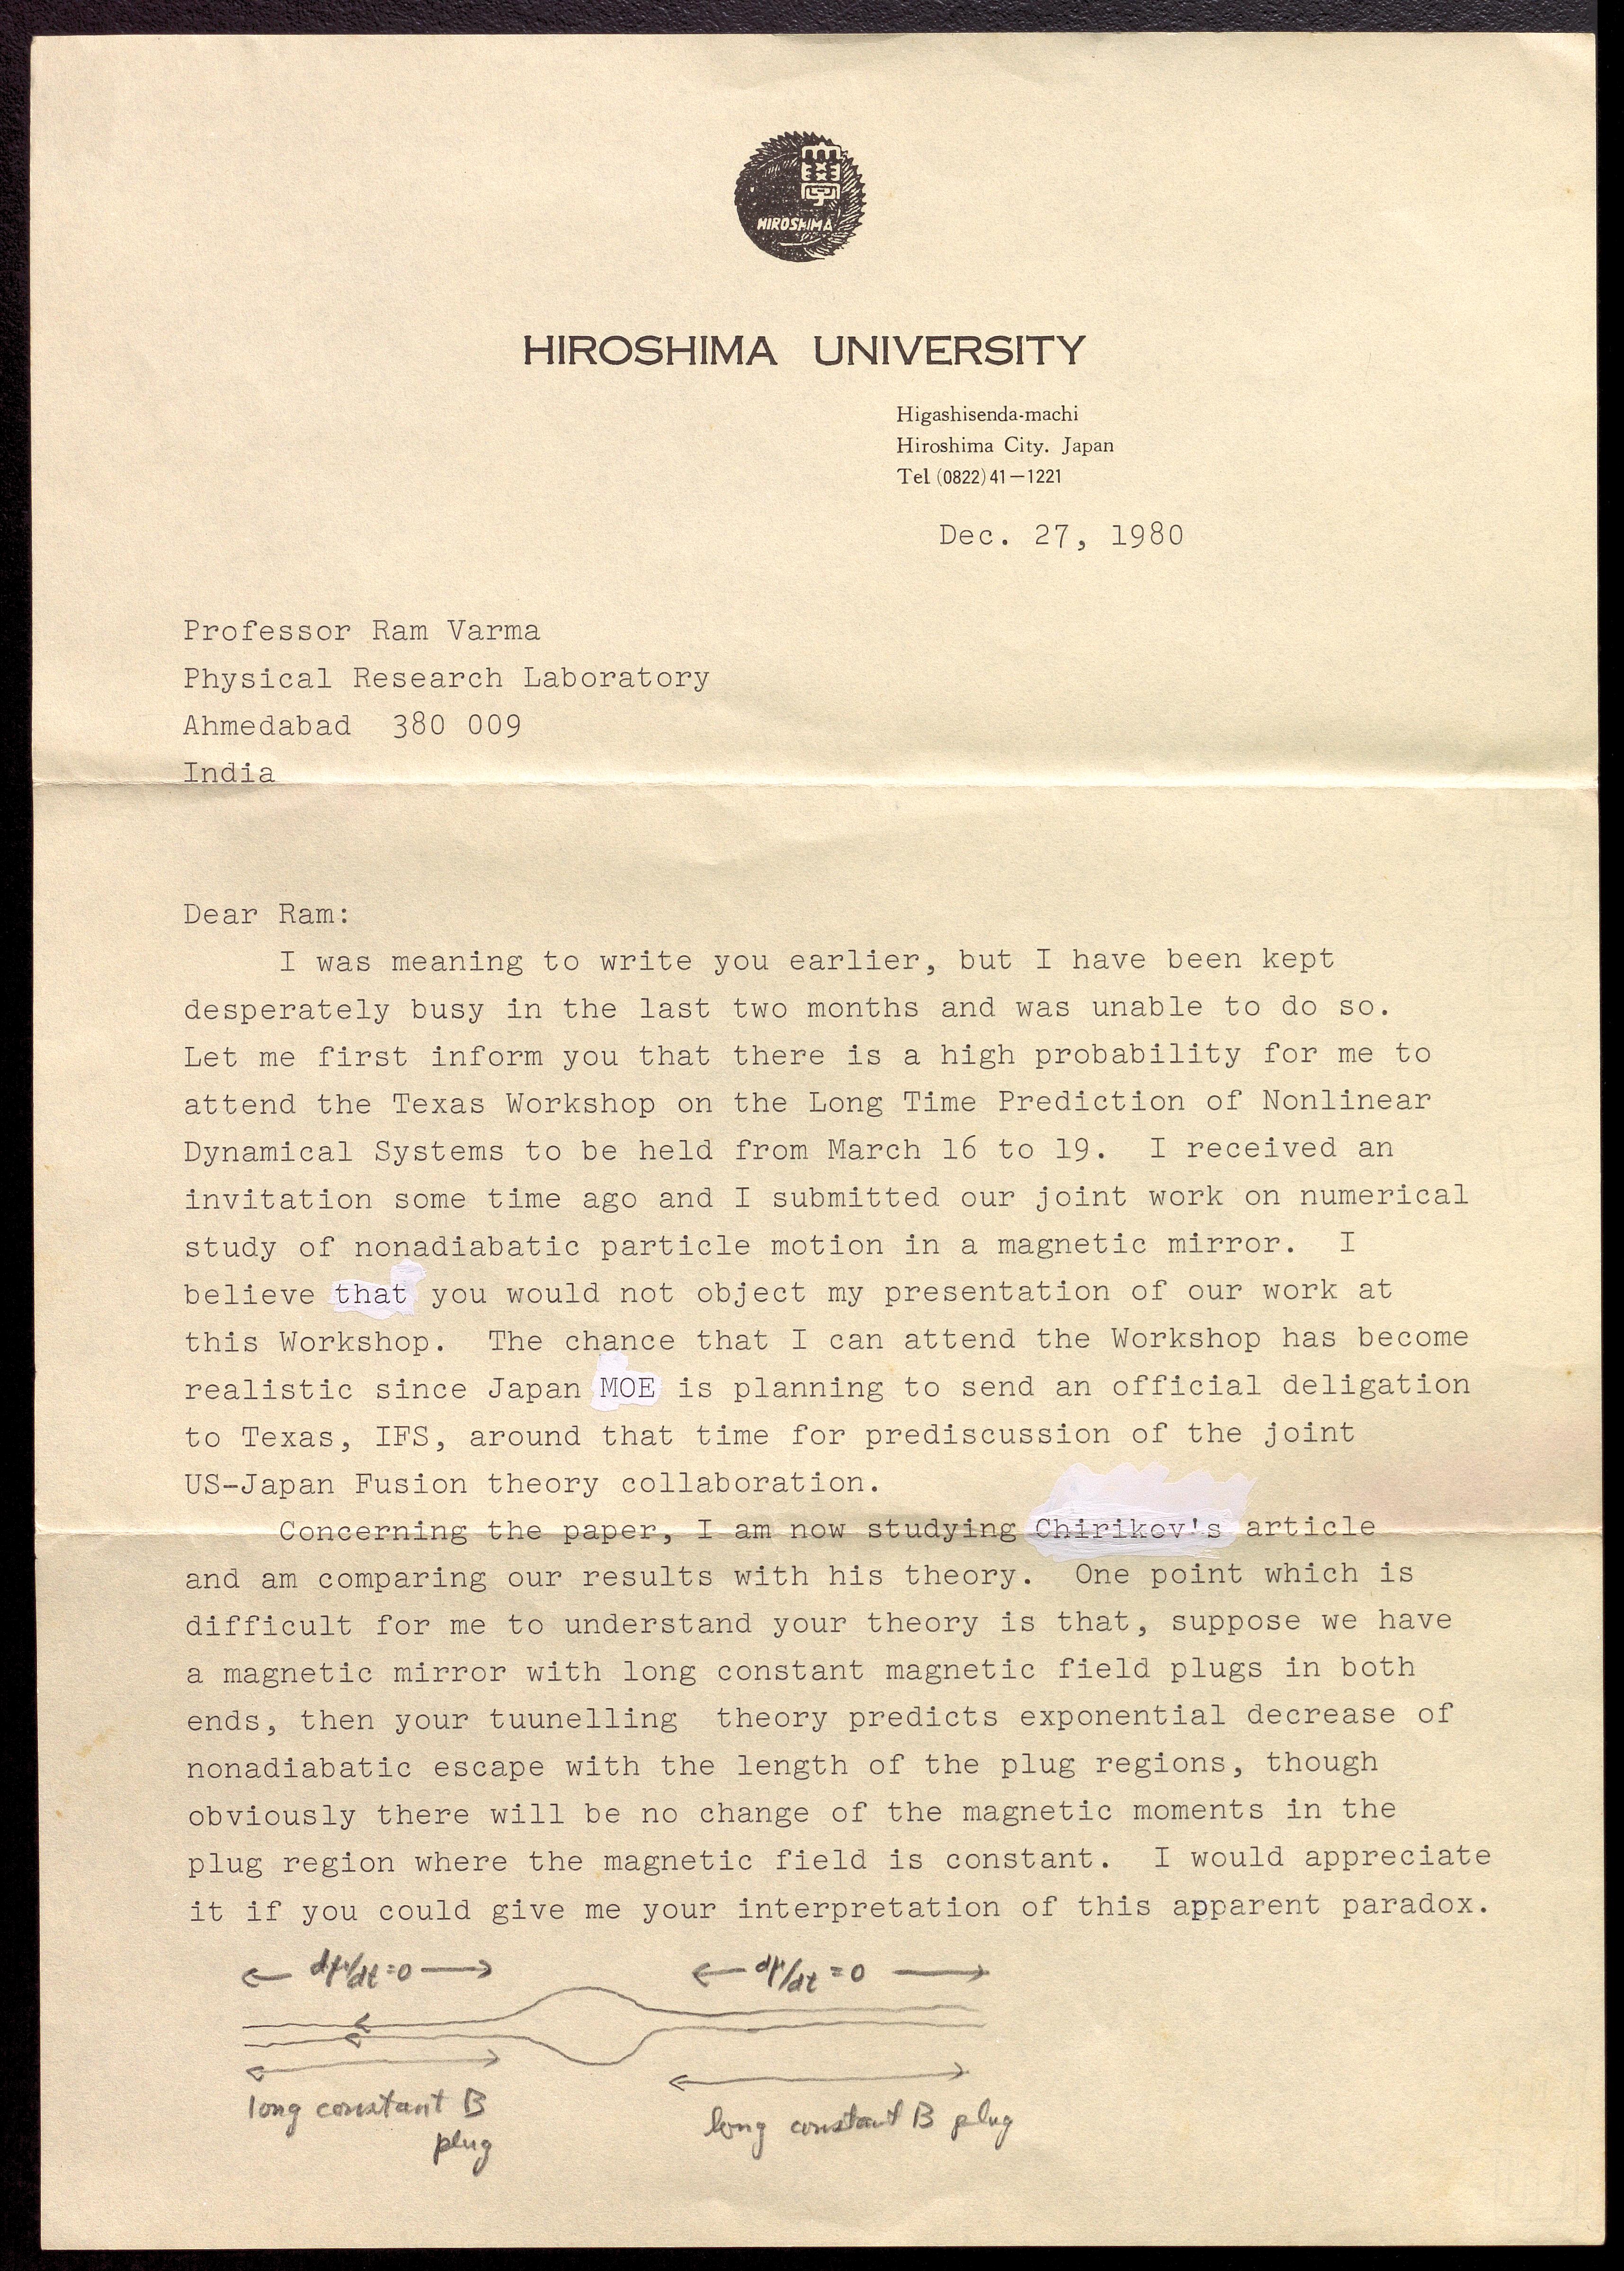 大學
HIROSHIMA
HIROSHIMA UNIVERSITY
Higashisenda-machi
Hiroshima City. Japan
Tel (0822) 41—1221
Dec. 27, 1980
Professor Ram Varma
Physical Research Laboratory
Ahmedabad 380 009
India
Dear Ram:
I was meaning to write you earlier, but I have been kept
desperately busy in the last two months and was unable to do so.
Let me first inform you that there is a high probability for me to
attend the Texas Workshop on the Long Time Prediction of Nonlinear
Dynamical Systems to be held from March 16 to 19. I received an
invitation some time ago and I submitted our joint work on numerical
study of nonadiabatic particle motion in a magnetic mirror. I
believe that you would not object my presentation of our work at
this Workshop. The chance that I can attend the Workshop has become
realistic since Japan MOE is planning to send an official deligation
to Texas, IFS, around that time for prediscussion of the joint
US-Japan Fusion theory collaboration.
Concerning the paper, I am now studying Chirikov's article
and am comparing our results with his theory. One point which is
difficult for me to understand your theory is that, suppose we have
a magnetic mirror with long constant magnetic field plugs in both
ends, then your tuunelling theory predicts exponential decrease of
nonadiabatic escape with the length of the plug regions, though
obviously there will be no change of the magnetic moments in the
plug region where the magnetic field is constant. I would appreciate
it if you could give me your interpretation of this apparent paradox.
dμ/dt=0 dμ/dt=0
long constant B
plug
long constant B plug